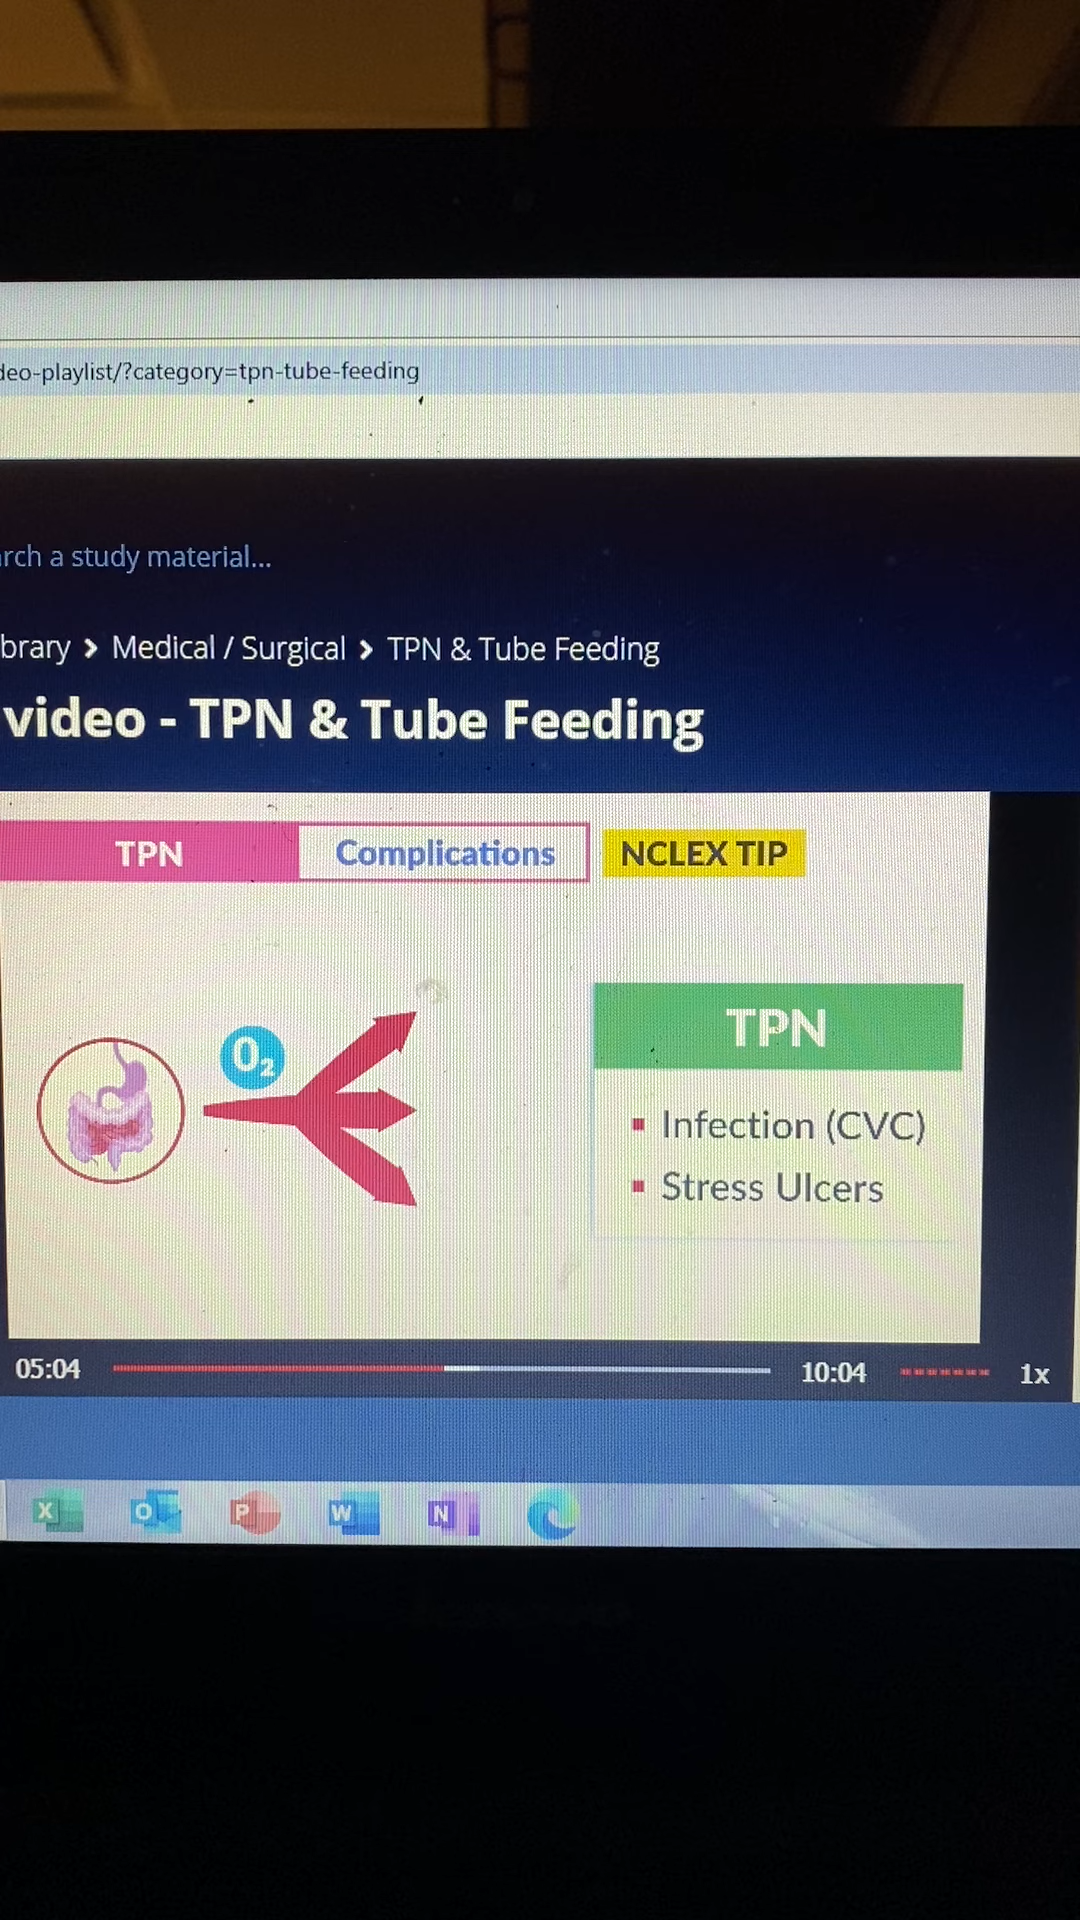 deo-playlist/?category=tpn-tube-feeding
rch a study material...
brary > Medical / Surgical > TPN & Tube Feeding
video - TPN & Tube Feeding
TPN Complications NCLEX TIP
O₂
TPN
▪ Infection (CVC)
▪ Stress Ulcers
05:04 10:04 1x
X O P W N